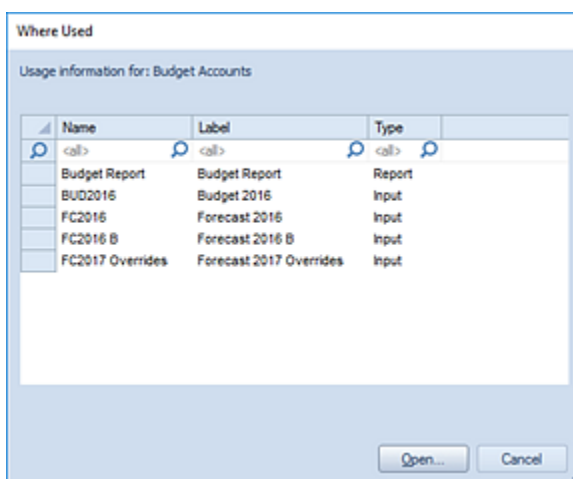 Where Used
Usage information for: Budget Accounts
Name Label Type
<all> <all> <all>
Budget Report Budget Report Report
BUD2016 Budget 2016 Input
FC2016 Forecast 2016 Input
FC2016 B Forecast 2016 B Input
FC2017 Overrides Forecast 2017 Overrides Input
Open... Cancel